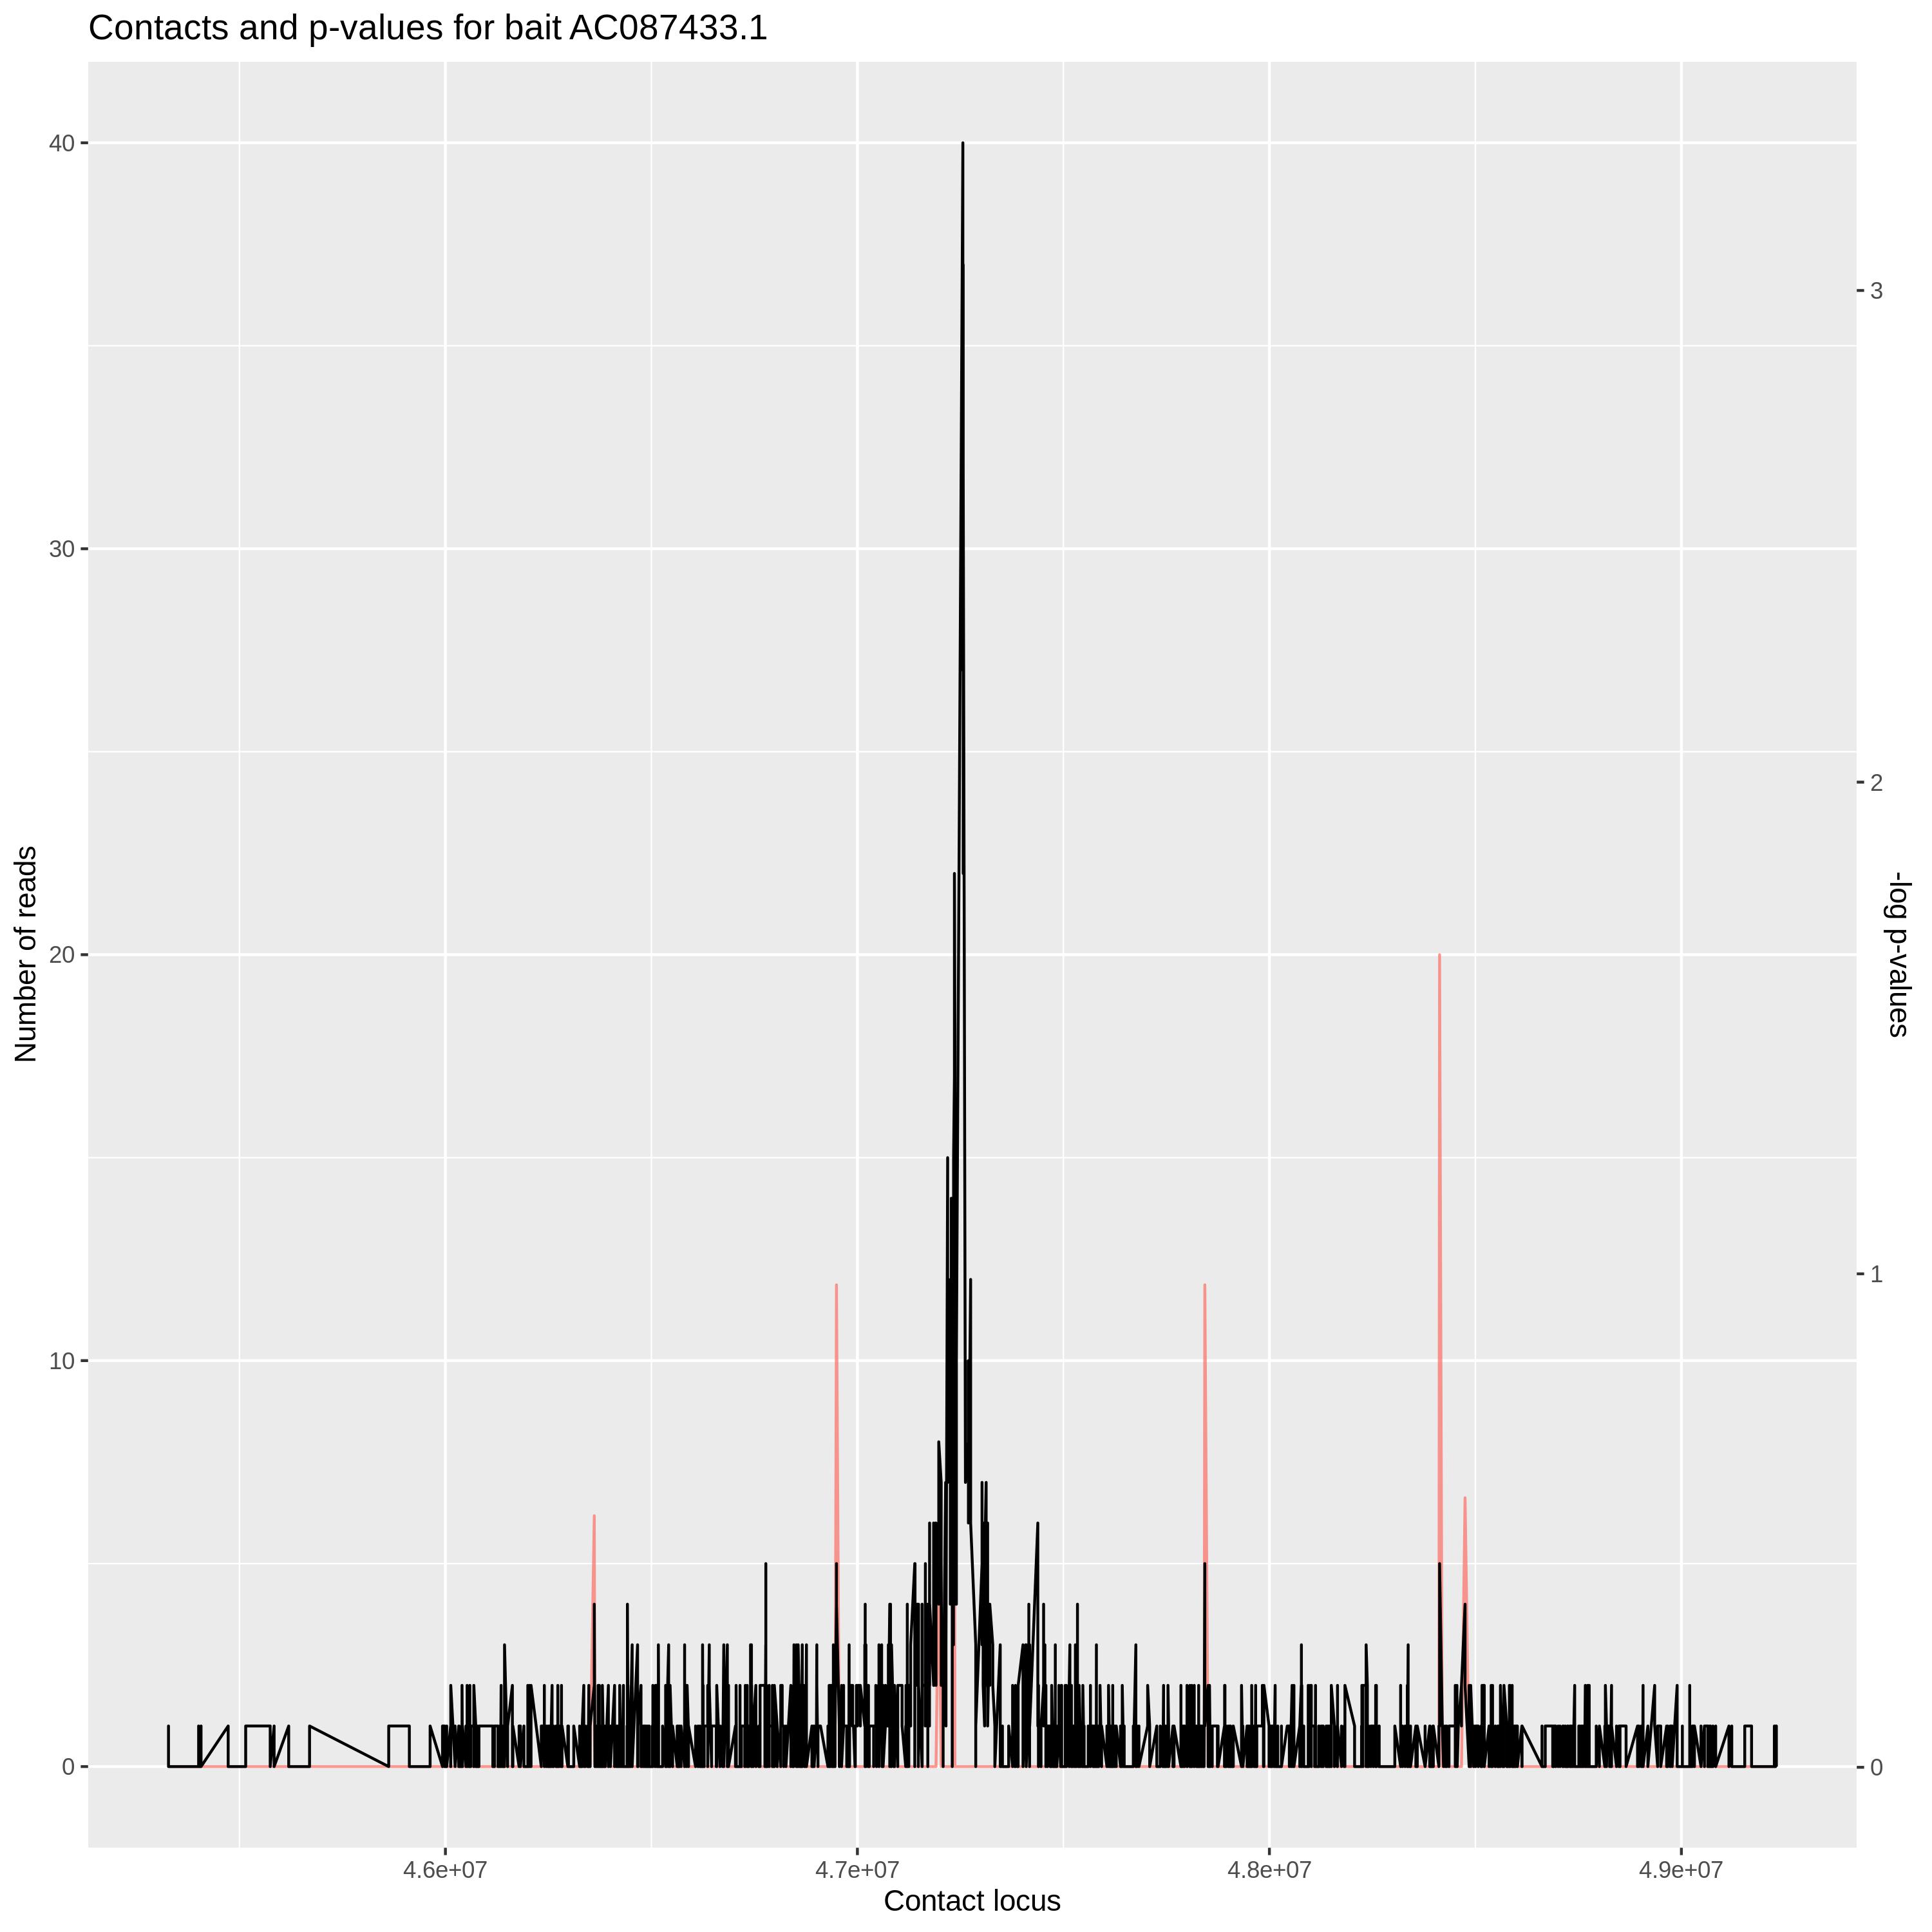 Contacts and p-values for bait AC087433.1
40
30
20
10
0
3
2
1
0
Number of reads
-log p-values
4.6e+07
4.7e+07
4.8e+07
4.9e+07
Contact locus